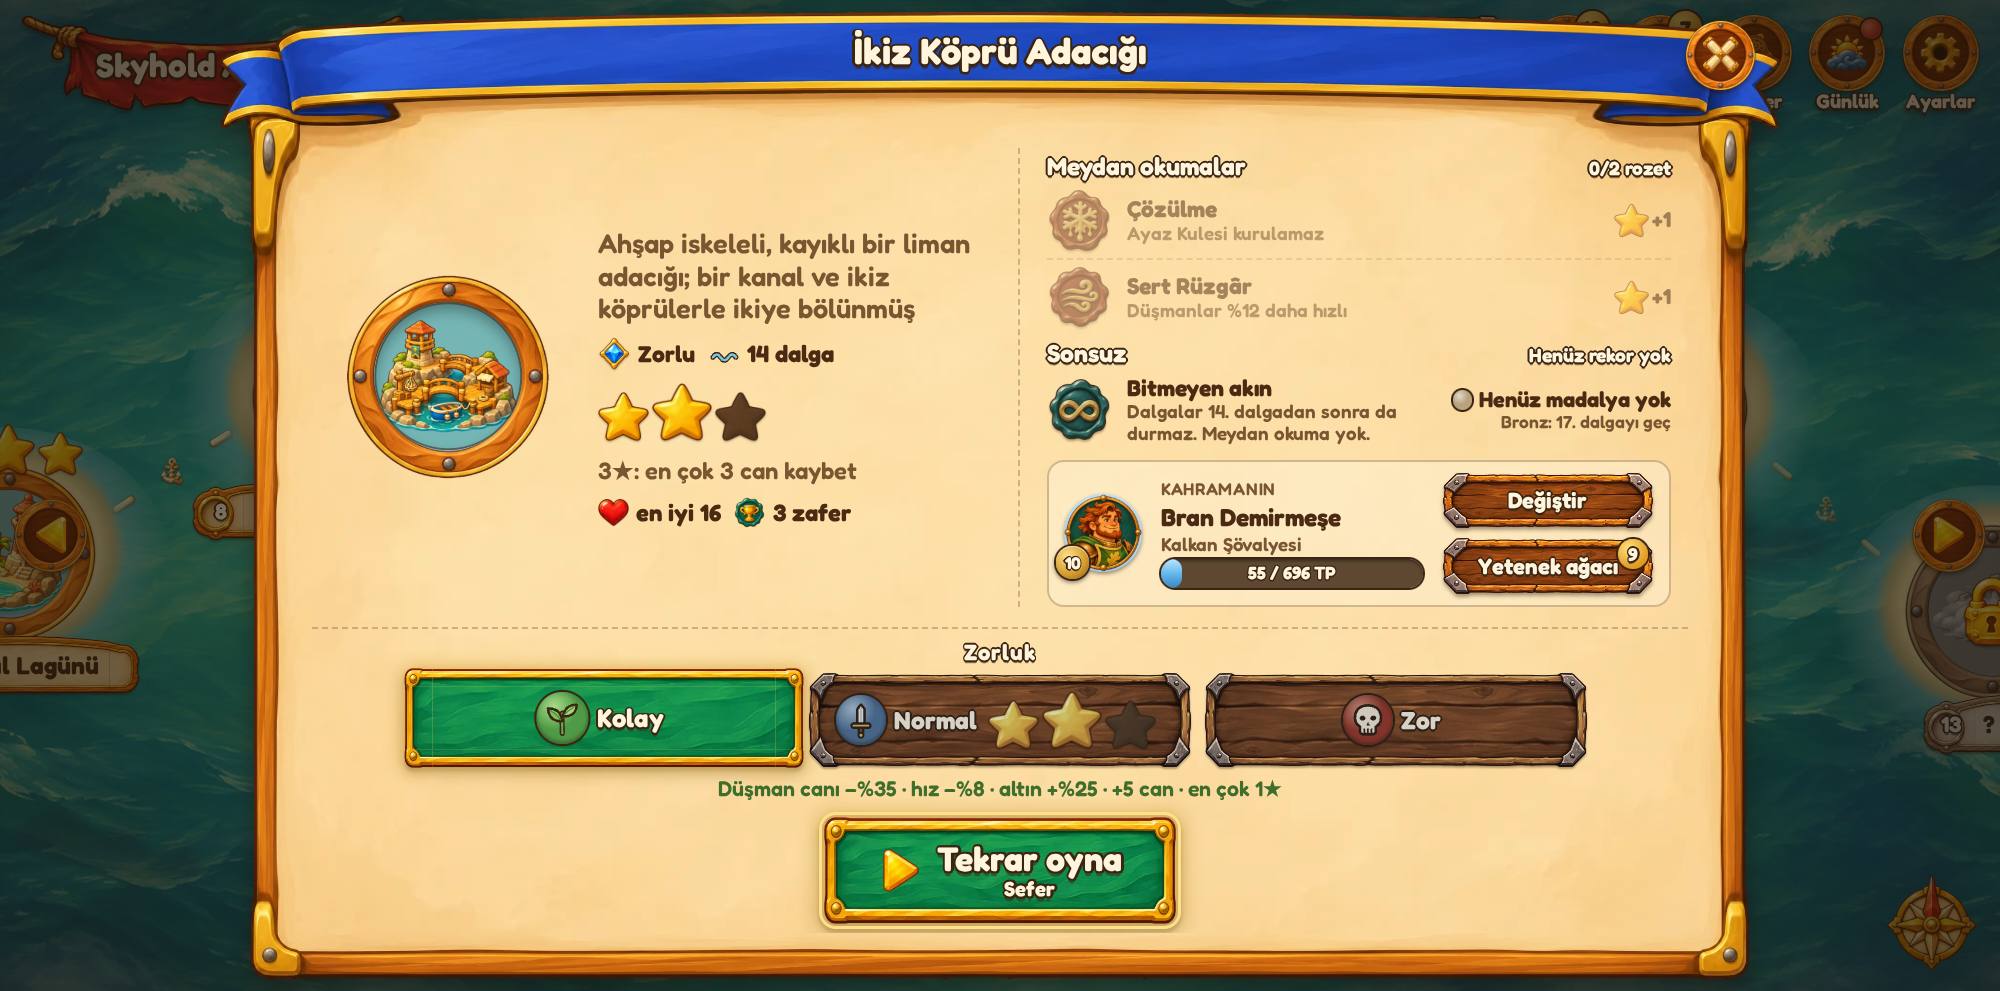 İkiz Köprü Adacığı
Skyhold
Günlük
Ayarlar
Ahşap iskeleli, kayıklı bir liman
adacığı; bir kanal ve ikiz
köprülerle ikiye bölünmüş
Zorlu 14 dalga
3★: en çok 3 can kaybet
en iyi 16 3 zafer
Meydan okumalar 0/2 rozet
Çözülme
Ayaz Kulesi kurulamaz
+1
Sert Rüzgâr
Düşmanlar %12 daha hızlı
+1
Sonsuz Henüz rekor yok
Bitmeyen akın
Dalgalar 14. dalgadan sonra da
durmaz. Meydan okuma yok.
Henüz madalya yok
Bronz: 17. dalgayı geç
KAHRAMANIN
Bran Demirmeşe
Kalkan Şövalyesi
10
55 / 696 TP
Değiştir
Yetenek ağacı 9
8
Lagünü
13 ?
Zorluk
Kolay
Normal
Zor
Düşman canı −%35 · hız −%8 · altın +%25 · +5 can · en çok 1★
Tekrar oyna
Sefer